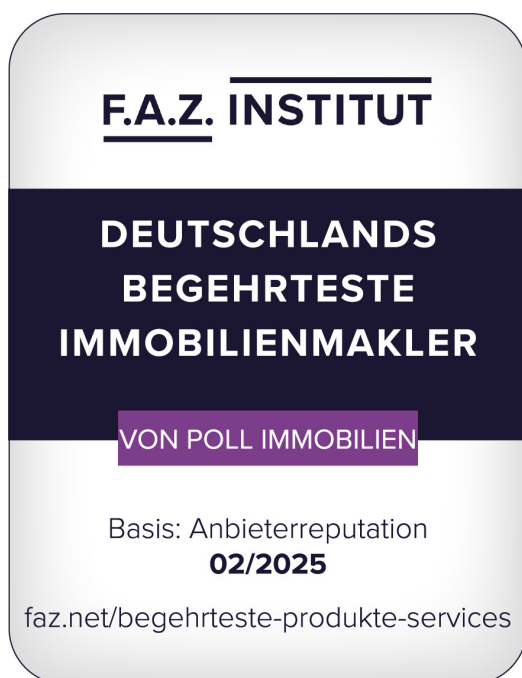 F.A.Z. INSTITUT
DEUTSCHLANDS
BEGEHRTESTE
IMMOBILIENMAKLER
VON POLL IMMOBILIEN
Basis: Anbieterreputation
02/2025
faz.net/begehrteste-produkte-services